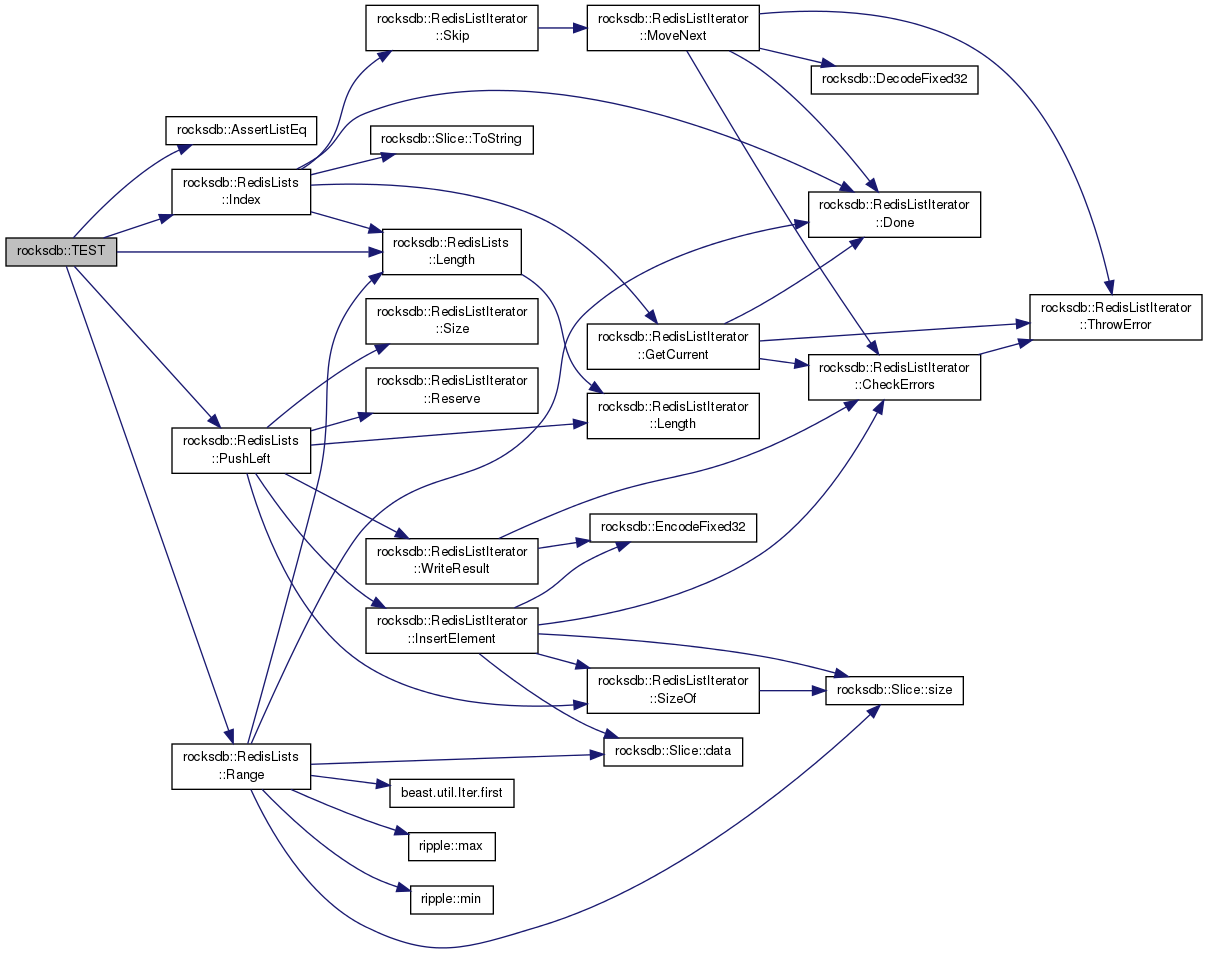 rocksdb::TEST
rocksdb::AssertListEq
rocksdb::RedisLists
::Index
rocksdb::RedisLists
::PushLeft
rocksdb::RedisLists
::Range
rocksdb::RedisListIterator
::Skip
rocksdb::Slice::ToString
rocksdb::RedisLists
::Length
rocksdb::RedisListIterator
::Size
rocksdb::RedisListIterator
::Reserve
rocksdb::RedisListIterator
::WriteResult
rocksdb::RedisListIterator
::InsertElement
beast.util.Iter.first
ripple::max
ripple::min
rocksdb::RedisListIterator
::MoveNext
rocksdb::RedisListIterator
::GetCurrent
rocksdb::RedisListIterator
::Length
rocksdb::EncodeFixed32
rocksdb::RedisListIterator
::SizeOf
rocksdb::Slice::data
rocksdb::DecodeFixed32
rocksdb::RedisListIterator
::Done
rocksdb::RedisListIterator
::CheckErrors
rocksdb::Slice::size
rocksdb::RedisListIterator
::ThrowError